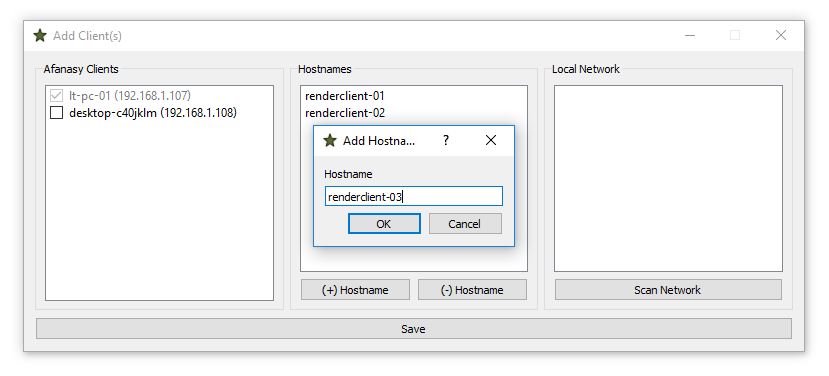 Add Client(s)
Afanasy Clients
lt-pc-01 (192.168.1.107)
desktop-c40jklm (192.168.1.108)
Hostnames
renderclient-01
renderclient-02
Add Hostna... ?
Hostname
renderclient-03
OK Cancel
(+) Hostname (-) Hostname
Local Network
Scan Network
Save